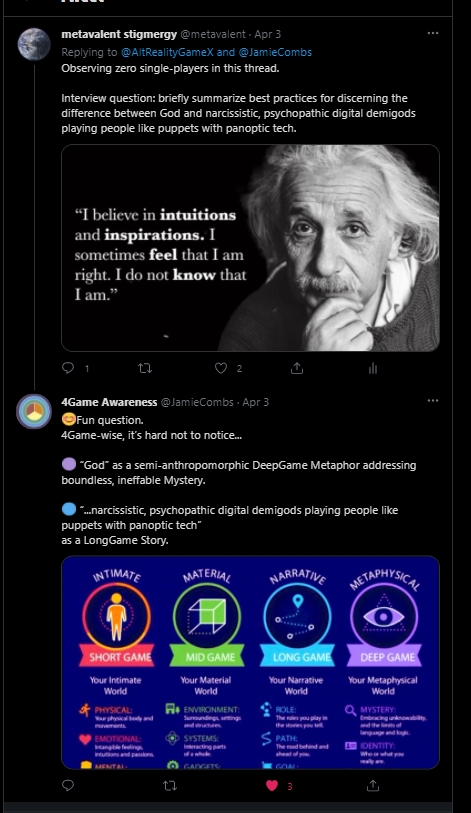 metavalent stigmergy @metavalent · Apr 3
Replying to @AltRealityGameX and @JamieCombs
Observing zero single-players in this thread.
Interview question: briefly summarize best practices for discerning the
difference between God and narcissistic, psychopathic digital demigods
playing people like puppets with panoptic tech.
“I believe in intuitions
and inspirations. I
sometimes feel that I am
right. I do not know that
I am.”
1
2
4Game Awareness @JamieCombs · Apr 3
😊Fun question.
4Game-wise, it's hard not to notice...
🟣 “God” as a semi-anthropomorphic DeepGame Metaphor addressing
boundless, ineffable Mystery.
🔵 “...narcissistic, psychopathic digital demigods playing people like
puppets with panoptic tech”
as a LongGame Story.
INTIMATE
MATERIAL
NARRATIVE
METAPHYSICAL
SHORT GAME
MID GAME
LONG GAME
DEEP GAME
Your Intimate
World
Your Material
World
Your Narrative
World
Your Metaphysical
World
PHYSICAL:
Your physical body and
movements.
EMOTIONAL:
Intangible feelings,
intuitions and passions.
MENTAL:
ENVIRONMENT:
Surroundings, settings
and structures.
SYSTEMS:
Interacting parts
of a whole.
GADGETS:
ROLE:
The roles you play in
the stories you tell.
PATH:
The road behind and
ahead of you.
GOAL:
MYSTERY:
Embracing unknowability,
and the limits of
language and logic.
IDENTITY:
Who or what you
really are.
3